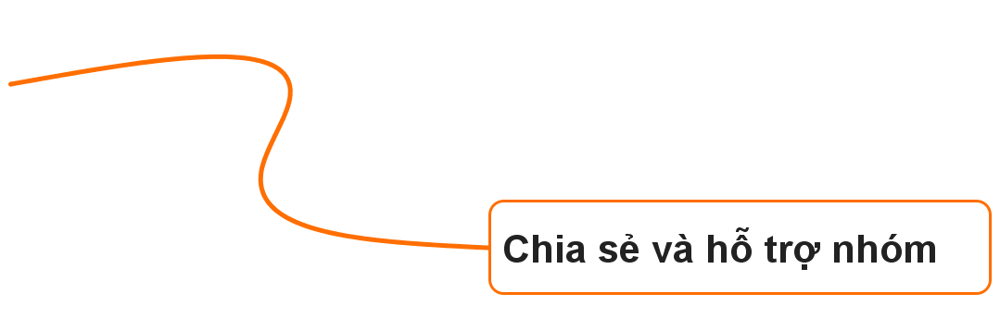 Chia sẻ và hỗ trợ nhóm